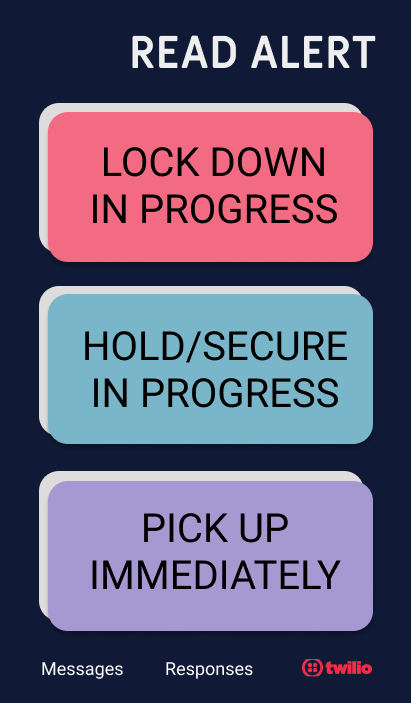 READ ALERT
LOCK DOWN
IN PROGRESS
HOLD/SECURE
IN PROGRESS
PICK UP
IMMEDIATELY
Messages Responses twilio